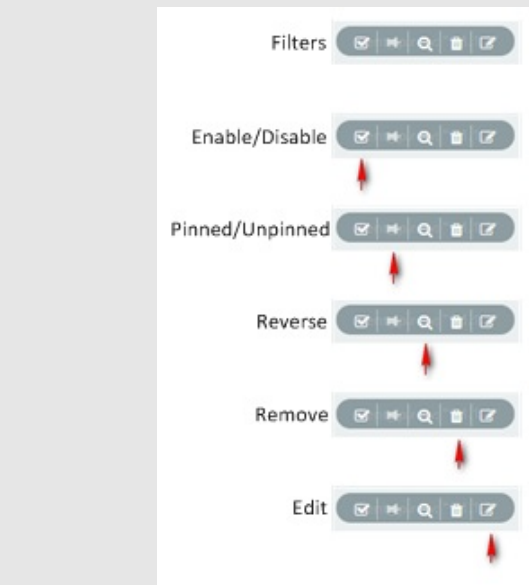 Filters
Enable/Disable
Pinned/Unpinned
Reverse
Remove
Edit